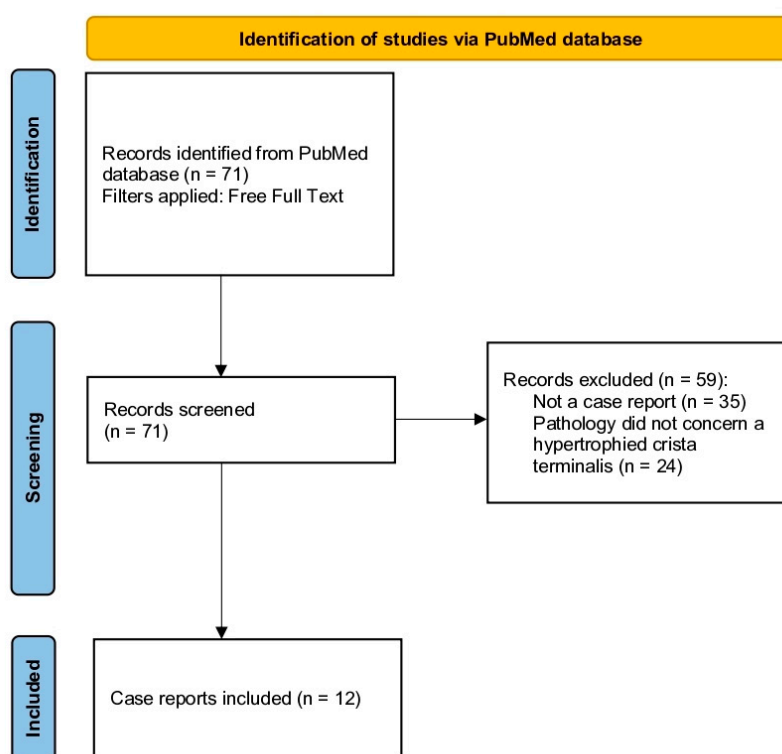 Identification of studies via PubMed database
Identification
Records identified from PubMed
database (n = 71)
Filters applied: Free Full Text
Screening
Records screened
(n = 71)
Records excluded (n = 59):
Not a case report (n = 35)
Pathology did not concern a
hypertrophied crista
terminalis (n = 24)
Included
Case reports included (n = 12)